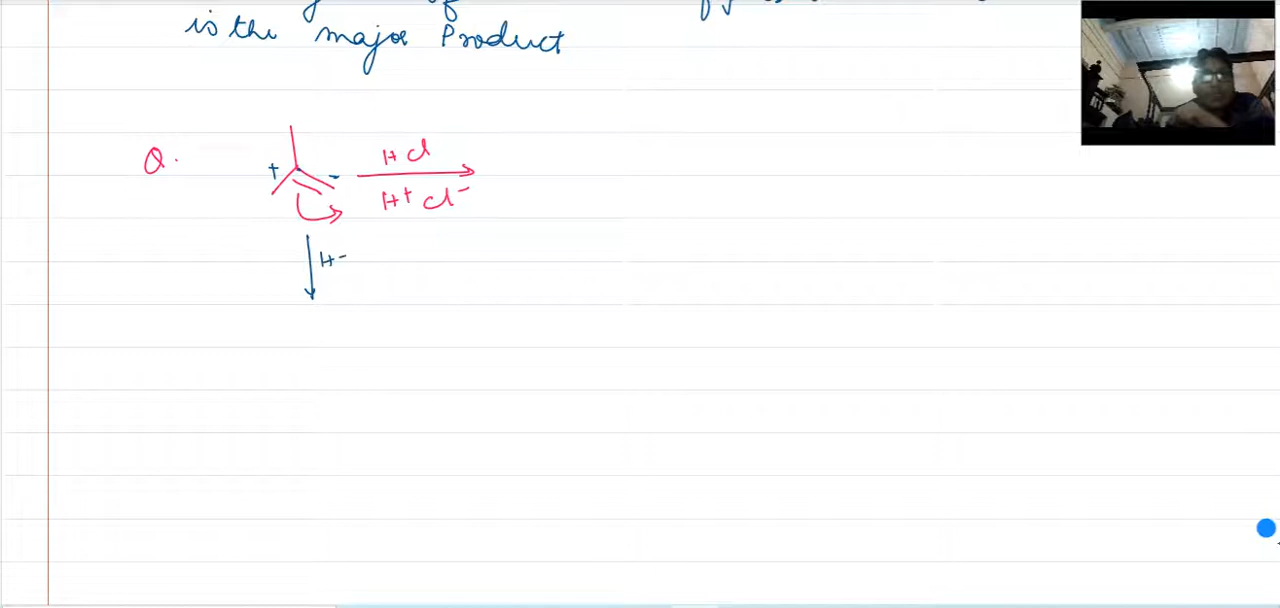 is the major Product
Q.
+ - HCl
H+ Cl-
H-